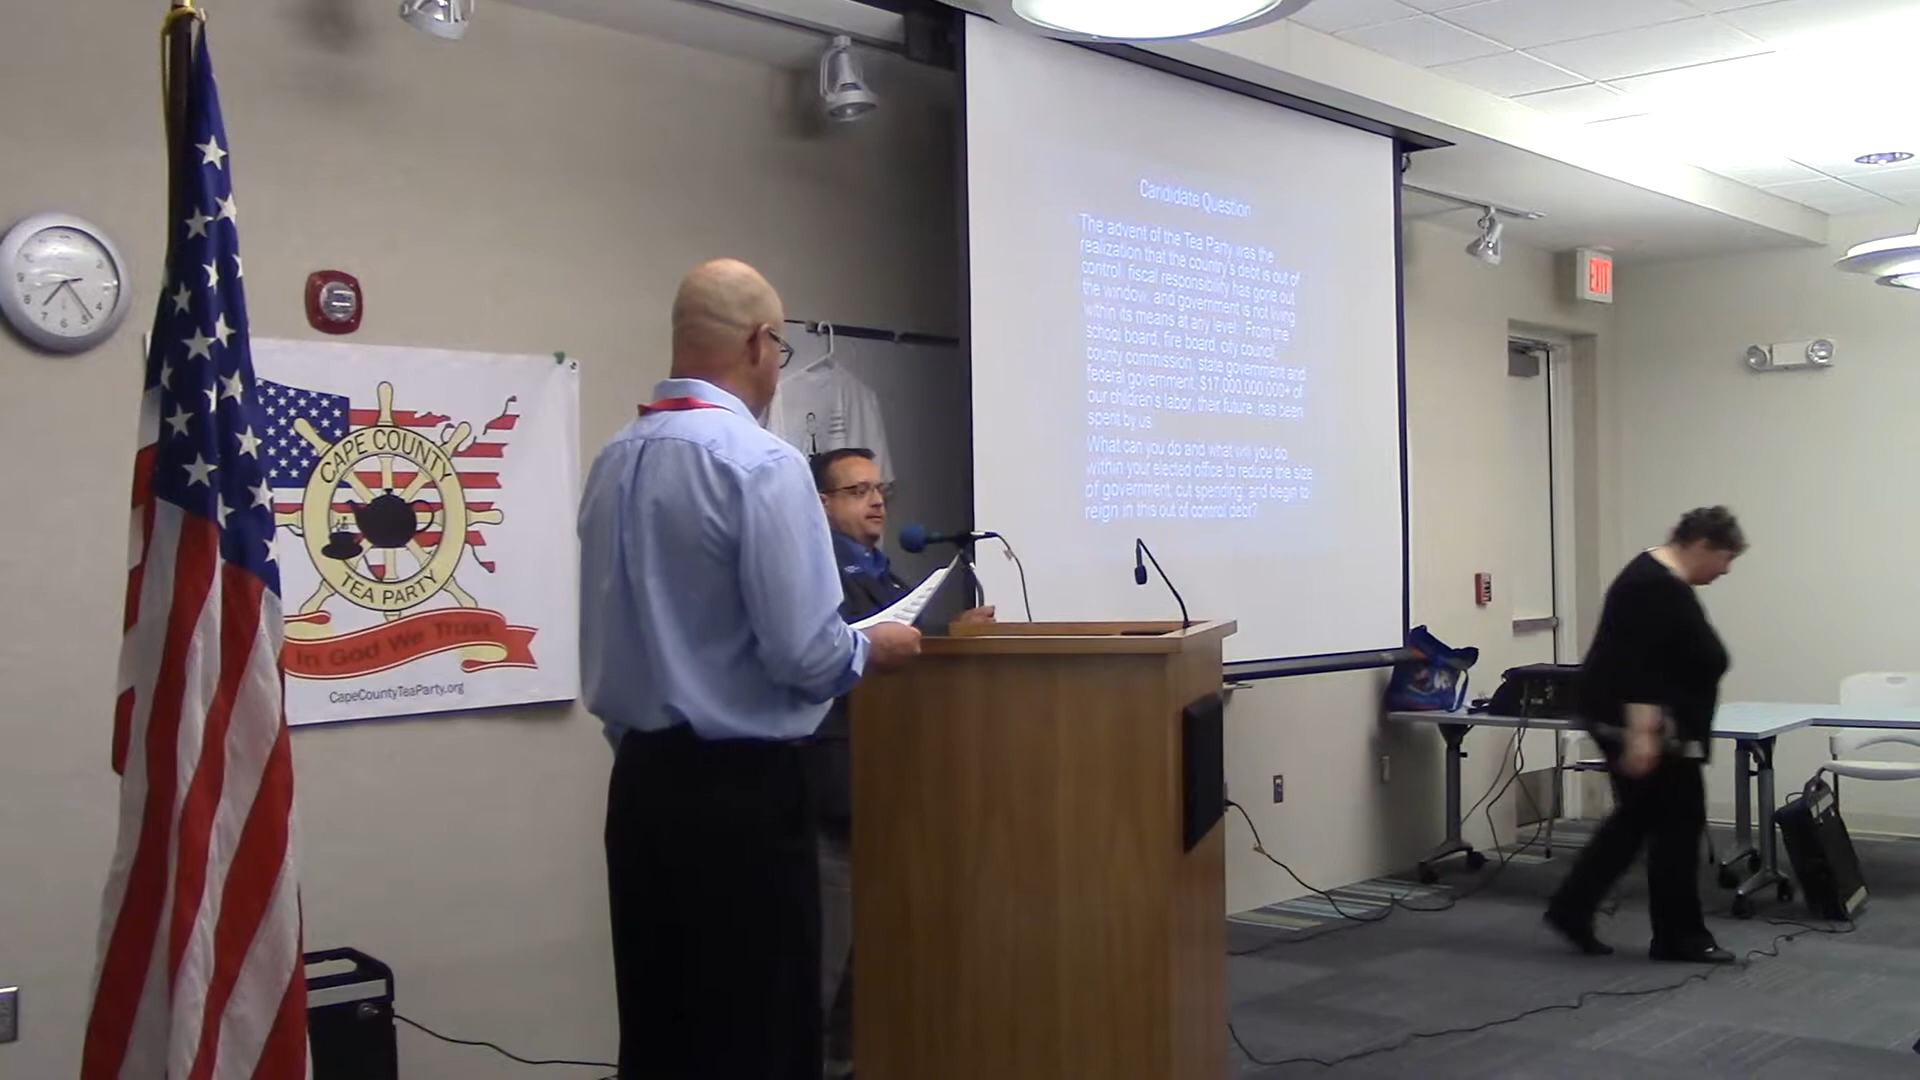 CAPE COUNTY
TEA PARTY
In God We Trust
CapeCountyTeaParty.org
Candidate Question
The advent of the Tea Party was the
realization that the country's debt is out of
control, fiscal responsibility has gone out
the window, and government is not living
within its means at any level. From the
school board, fire board, city council,
county commission, state government and
federal government, $17,000,000,000+ of
our children's labor, their future, has been
spent by us.
What can you do and what will you do
within your elected office to reduce the size
of government, cut spending, and begin to
reign in this out of control debt?
EXIT